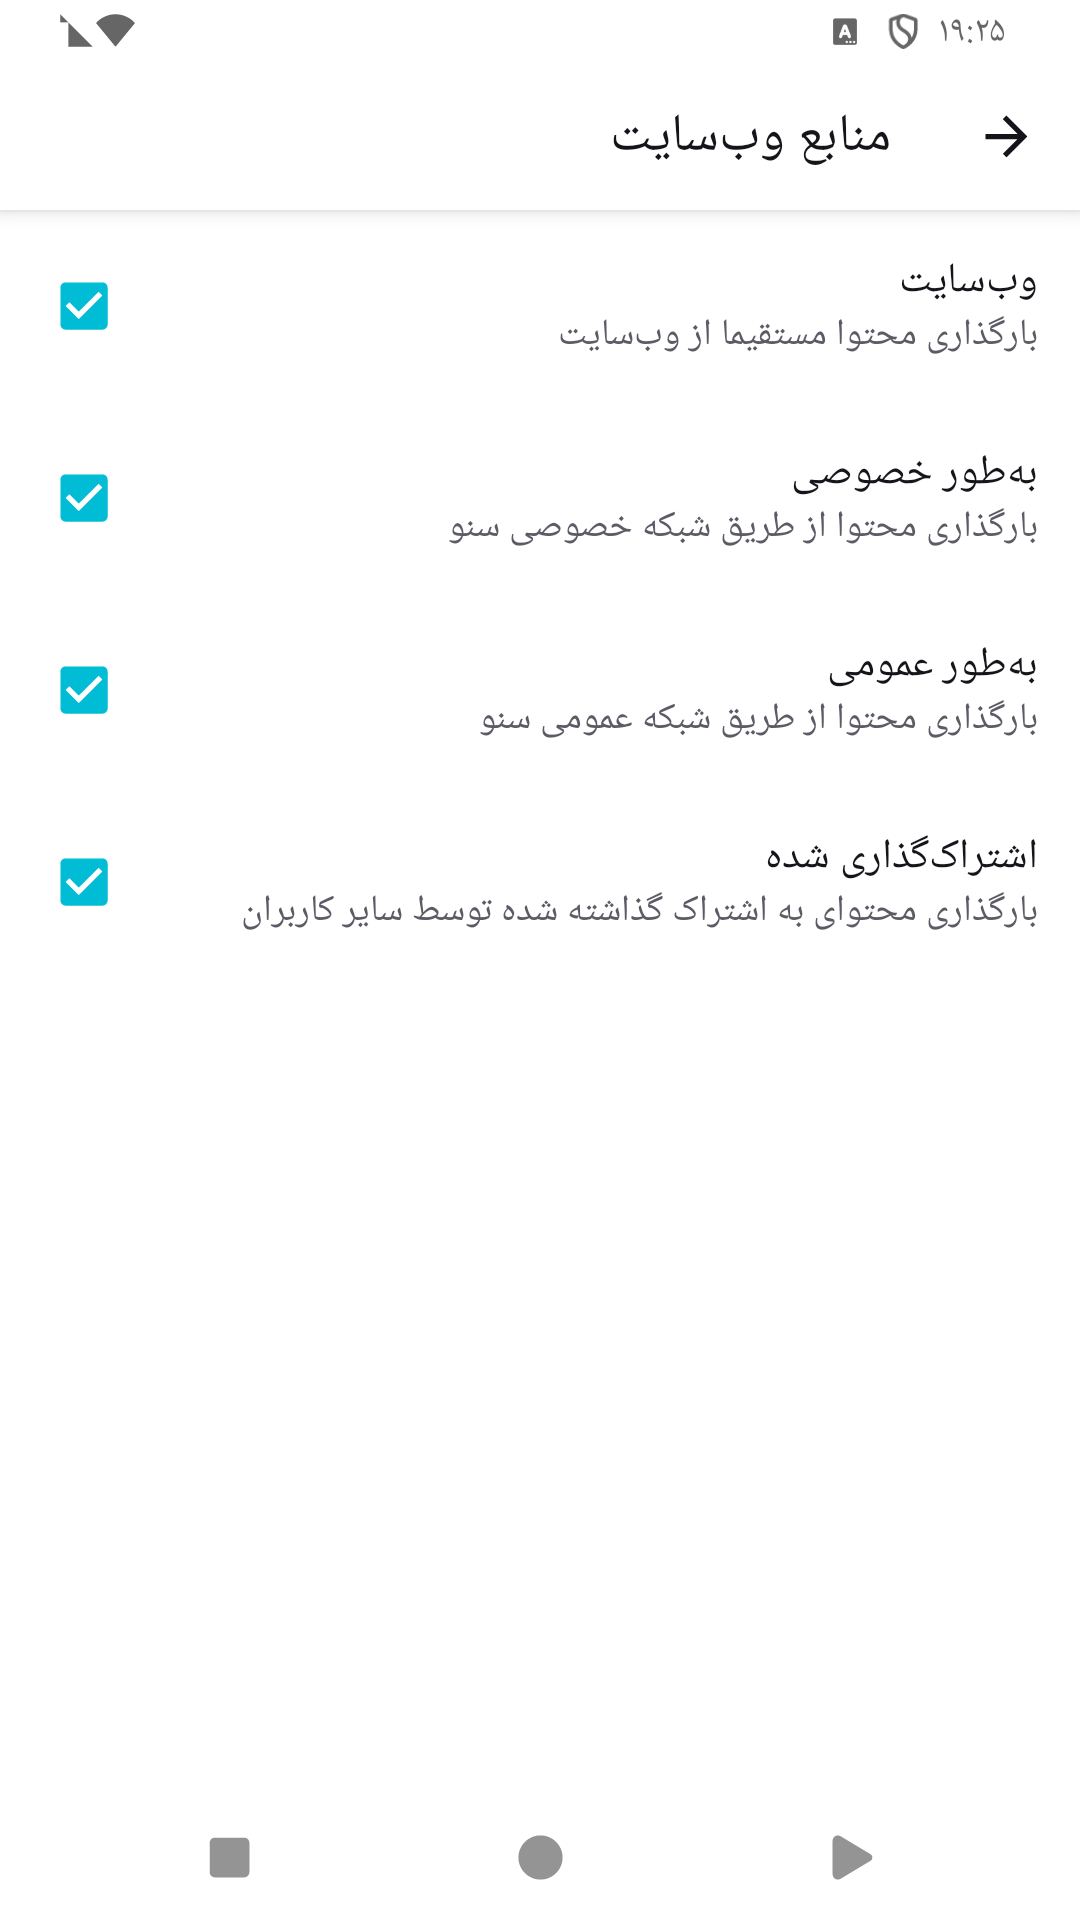 ۱۹:۲۵
منابع وب‌سایت
وب‌سایت
بارگذاری محتوا مستقیما از وب‌سایت
به‌طور خصوصی
بارگذاری محتوا از طریق شبکه خصوصی سنو
به‌طور عمومی
بارگذاری محتوا از طریق شبکه عمومی سنو
اشتراک‌گذاری شده
بارگذاری محتوای به اشتراک گذاشته شده توسط سایر کاربران